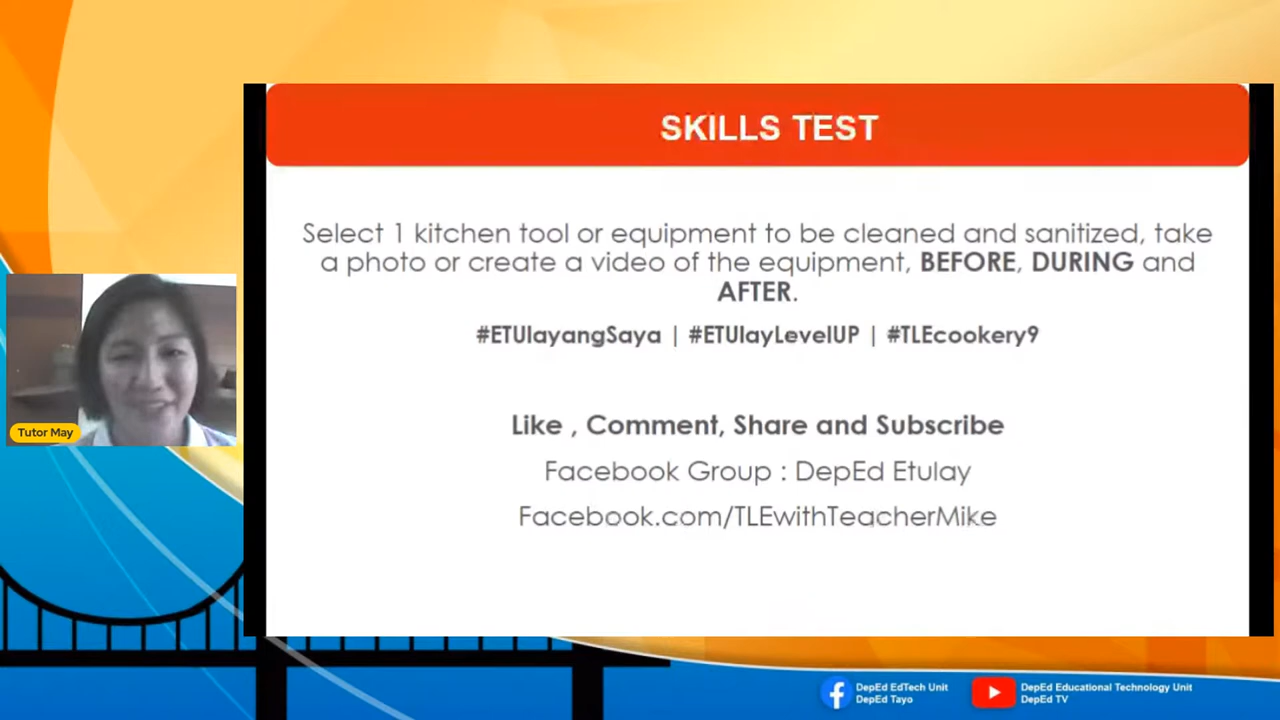 SKILLS TEST
Select 1 kitchen tool or equipment to be cleaned and sanitized, take
a photo or create a video of the equipment, BEFORE, DURING and
AFTER.
#ETUlayangSaya | #ETUlayLevelUP | #TLEcookery9
Like , Comment, Share and Subscribe
Facebook Group : DepEd Etulay
Facebook.com/TLEwithTeacherMike
Tutor May
DepEd EdTech Unit
DepEd Tayo
DepEd Educational Technology Unit
DepEd TV